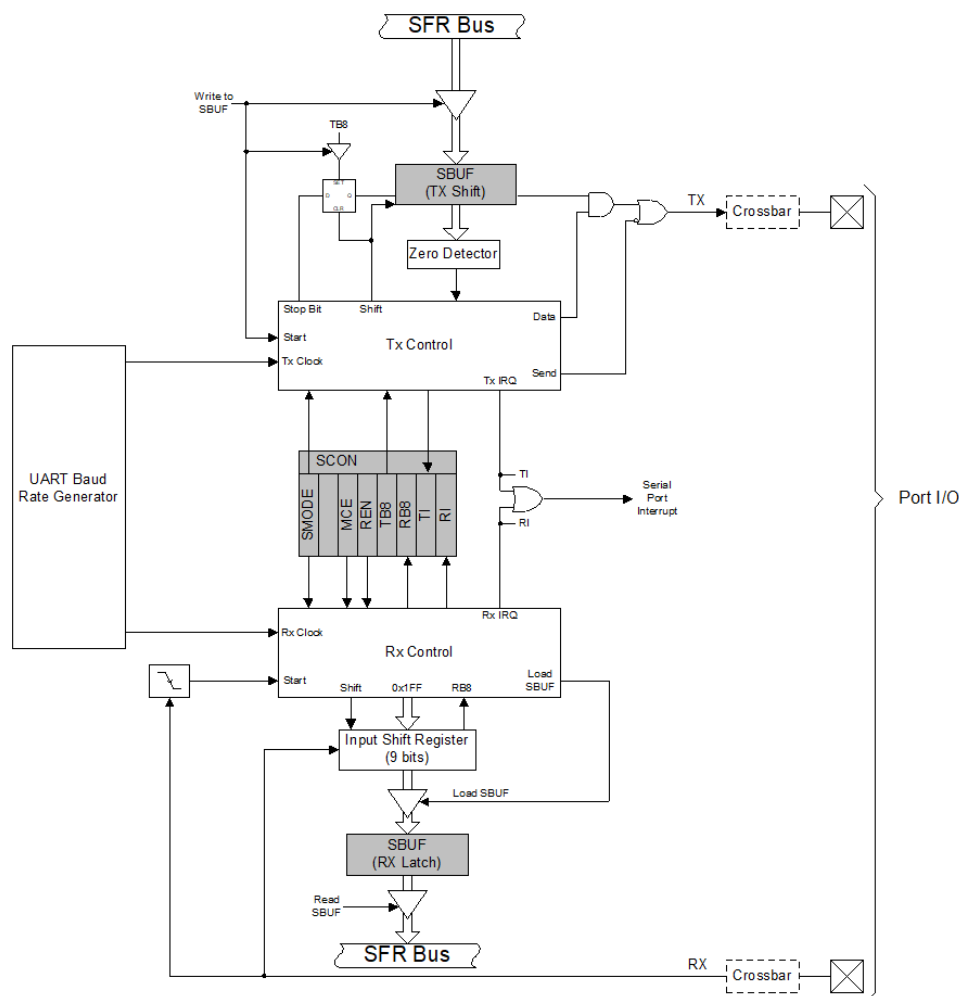 SFR Bus
Write to
SBUF
TB8
SET
D
Q
CLR
SBUF
(TX Shift)
TX
Crossbar
Zero Detector
Stop Bit
Shift
Data
Start
Tx Control
Tx Clock
Send
Tx IRQ
UART Baud
Rate Generator
SCON
SMODE
MCE
REN
TB8
RB8
TI
RI
TI
Serial
Port
Interrupt
RI
Port I/O
Rx IRQ
Rx Clock
Rx Control
Start
Load
SBUF
Shift
0x1FF
RB8
Input Shift Register
(9 bits)
Load SBUF
SBUF
(RX Latch)
Read
SBUF
SFR Bus
RX
Crossbar